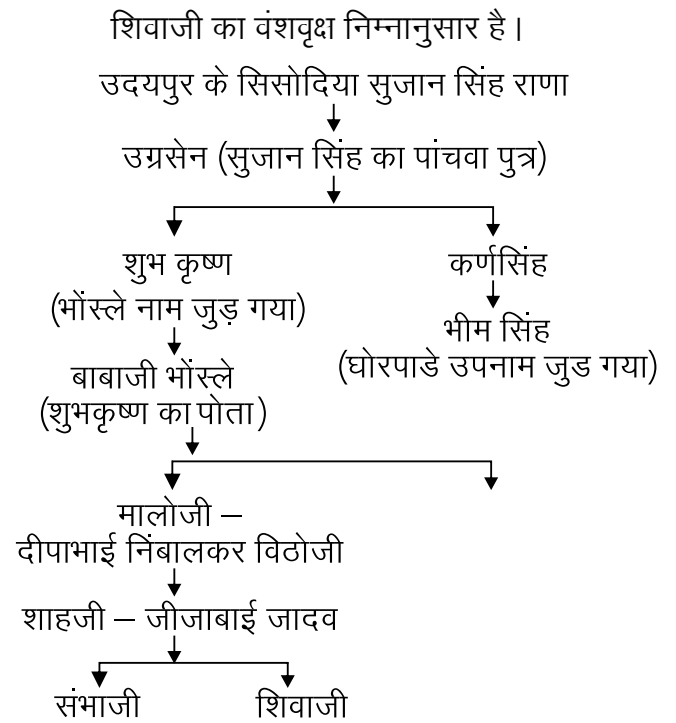 शिवाजी का वंशवृक्ष निम्नानुसार है।
उदयपुर के सिसोदिया सुजान सिंह राणा
उग्रसेन (सुजान सिंह का पांचवा पुत्र)
शुभ कृष्ण
(भोंस्ले नाम जुड़ गया)
कर्णसिंह
भीम सिंह
(घोरपाडे उपनाम जुड गया)
बाबाजी भोंस्ले
(शुभकृष्ण का पोता)
मालोजी –
दीपाभाई निंबालकर विठोजी
शाहजी – जीजाबाई जादव
संभाजी
शिवाजी